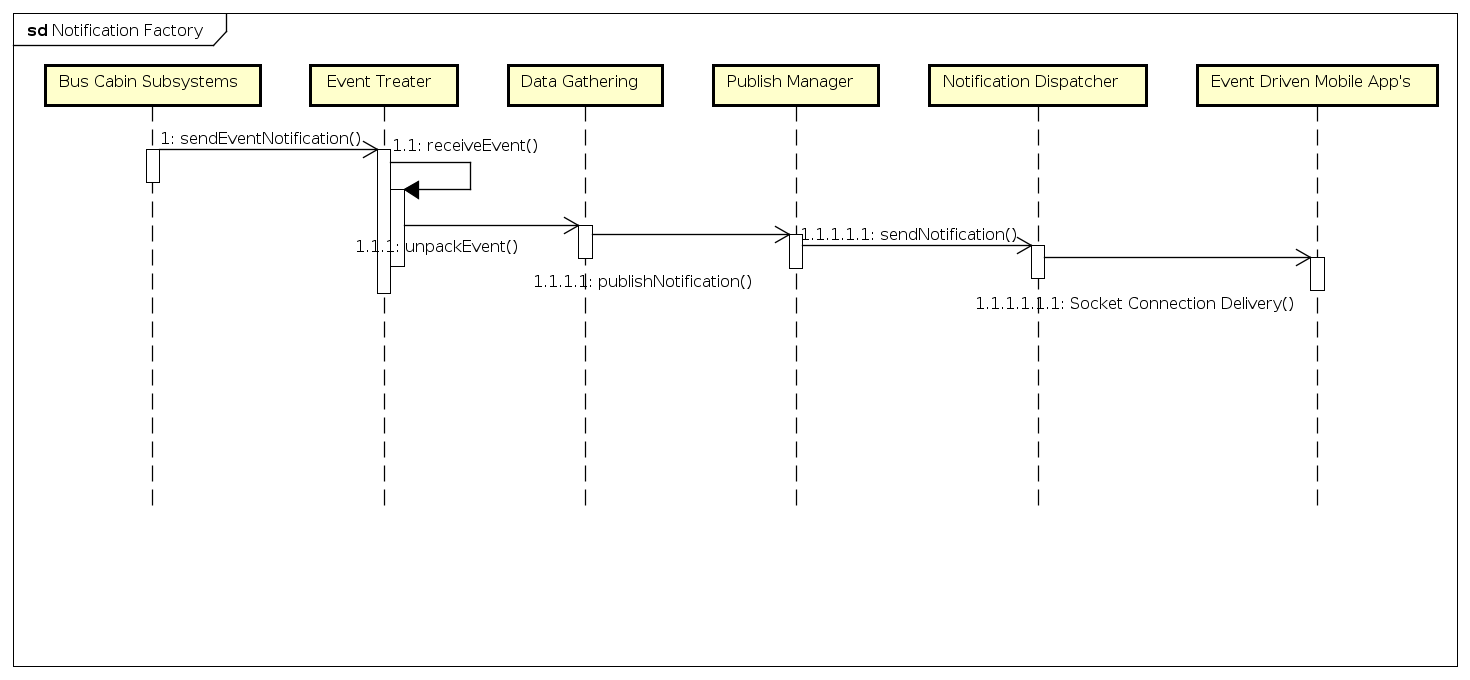 sd Notification Factory
Bus Cabin Subsystems
Event Treater
Data Gathering
Publish Manager
Notification Dispatcher
Event Driven Mobile App's
1: sendEventNotification()
1.1: receiveEvent()
1.1.1.1.1: sendNotification()
1.1.1: unpackEvent()
1.1.1.1: publishNotification()
1.1.1.1.1.1: Socket Connection Delivery()